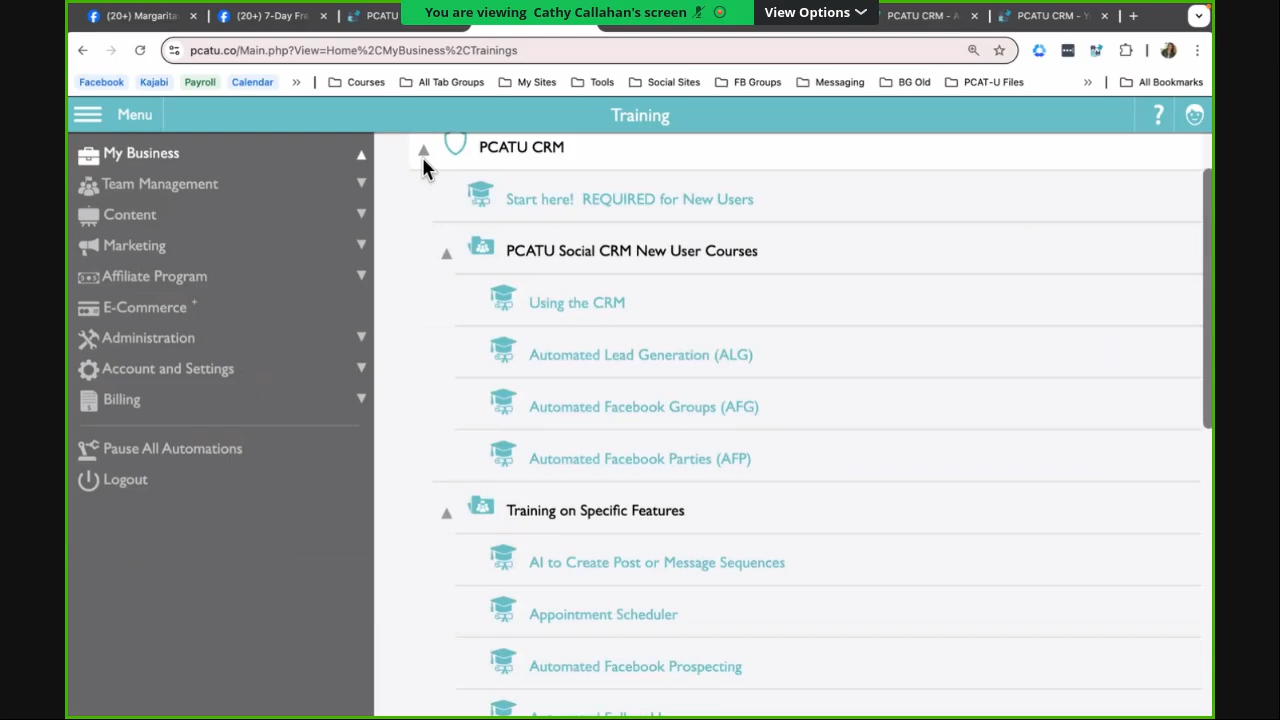 You are viewing Cathy Callahan's screen
View Options
(20+) Margarita
(20+) 7-Day Fre
PCATU
PCATU CRM - A
PCATU CRM - Y
pcatu.co/Main.php?View=Home%2CMyBusiness%2CTrainings
Facebook
Kajabi
Payroll
Calendar
Courses
All Tab Groups
My Sites
Tools
Social Sites
FB Groups
Messaging
BG Old
PCAT-U Files
All Bookmarks
Menu
Training
?
My Business
Team Management
Content
Marketing
Affiliate Program
E-Commerce +
Administration
Account and Settings
Billing
Pause All Automations
Logout
PCATU CRM
Start here! REQUIRED for New Users
PCATU Social CRM New User Courses
Using the CRM
Automated Lead Generation (ALG)
Automated Facebook Groups (AFG)
Automated Facebook Parties (AFP)
Training on Specific Features
AI to Create Post or Message Sequences
Appointment Scheduler
Automated Facebook Prospecting